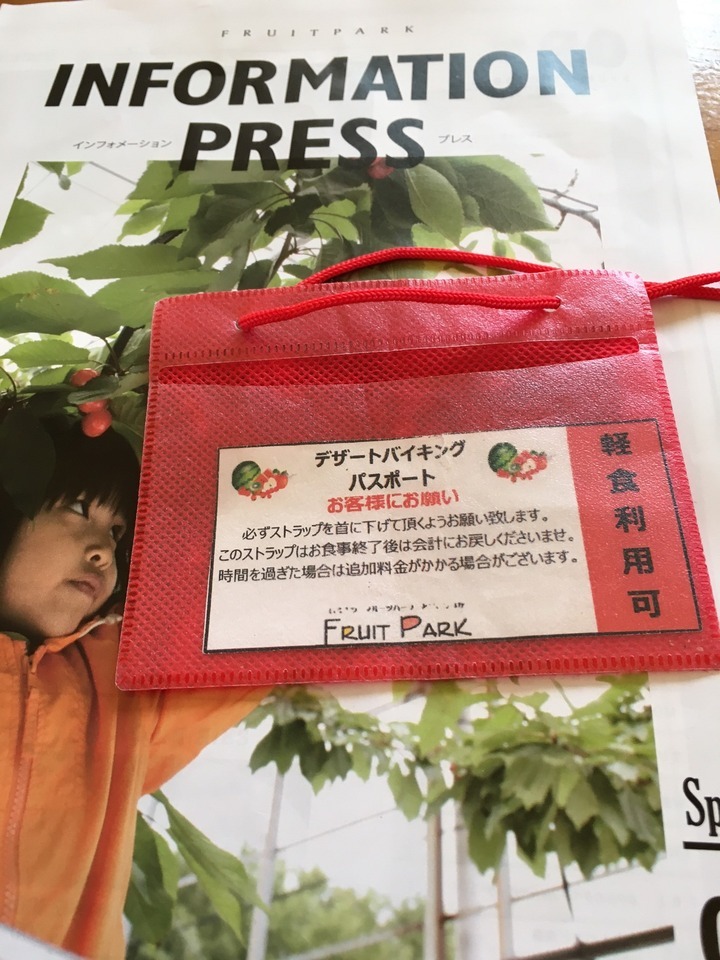 FRUITPARK
INFORMATION
インフォメーション PRESS プレス
デザートバイキング
パスポート
お客様にお願い
必ずストラップを首に下げて頂くようお願い致します。
このストラップはお食事終了後は会計にお戻しくださいませ。
時間を過ぎた場合は追加料金がかかる場合がございます。
FRUIT PARK
軽食利用可
Sp